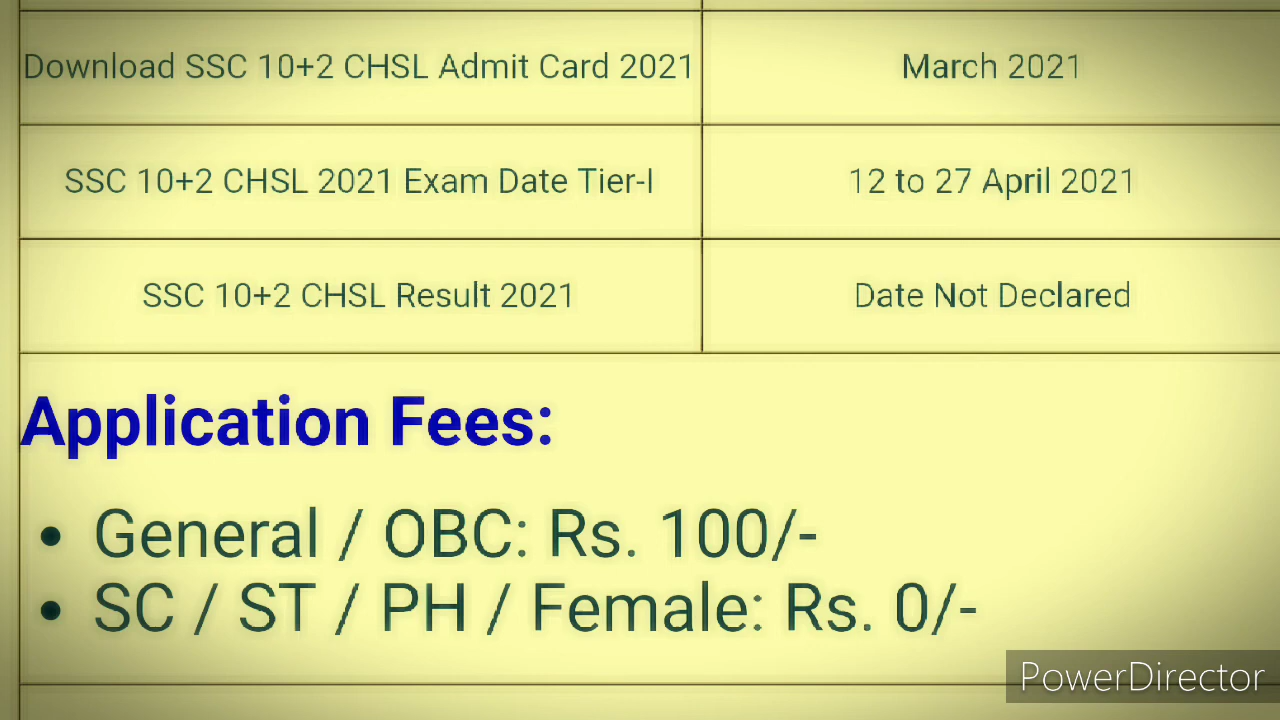 Download SSC 10+2 CHSL Admit Card 2021 March 2021
SSC 10+2 CHSL 2021 Exam Date Tier-I 12 to 27 April 2021
SSC 10+2 CHSL Result 2021 Date Not Declared
Application Fees:
• General / OBC: Rs. 100/-
• SC / ST / PH / Female: Rs. 0/-
PowerDirector